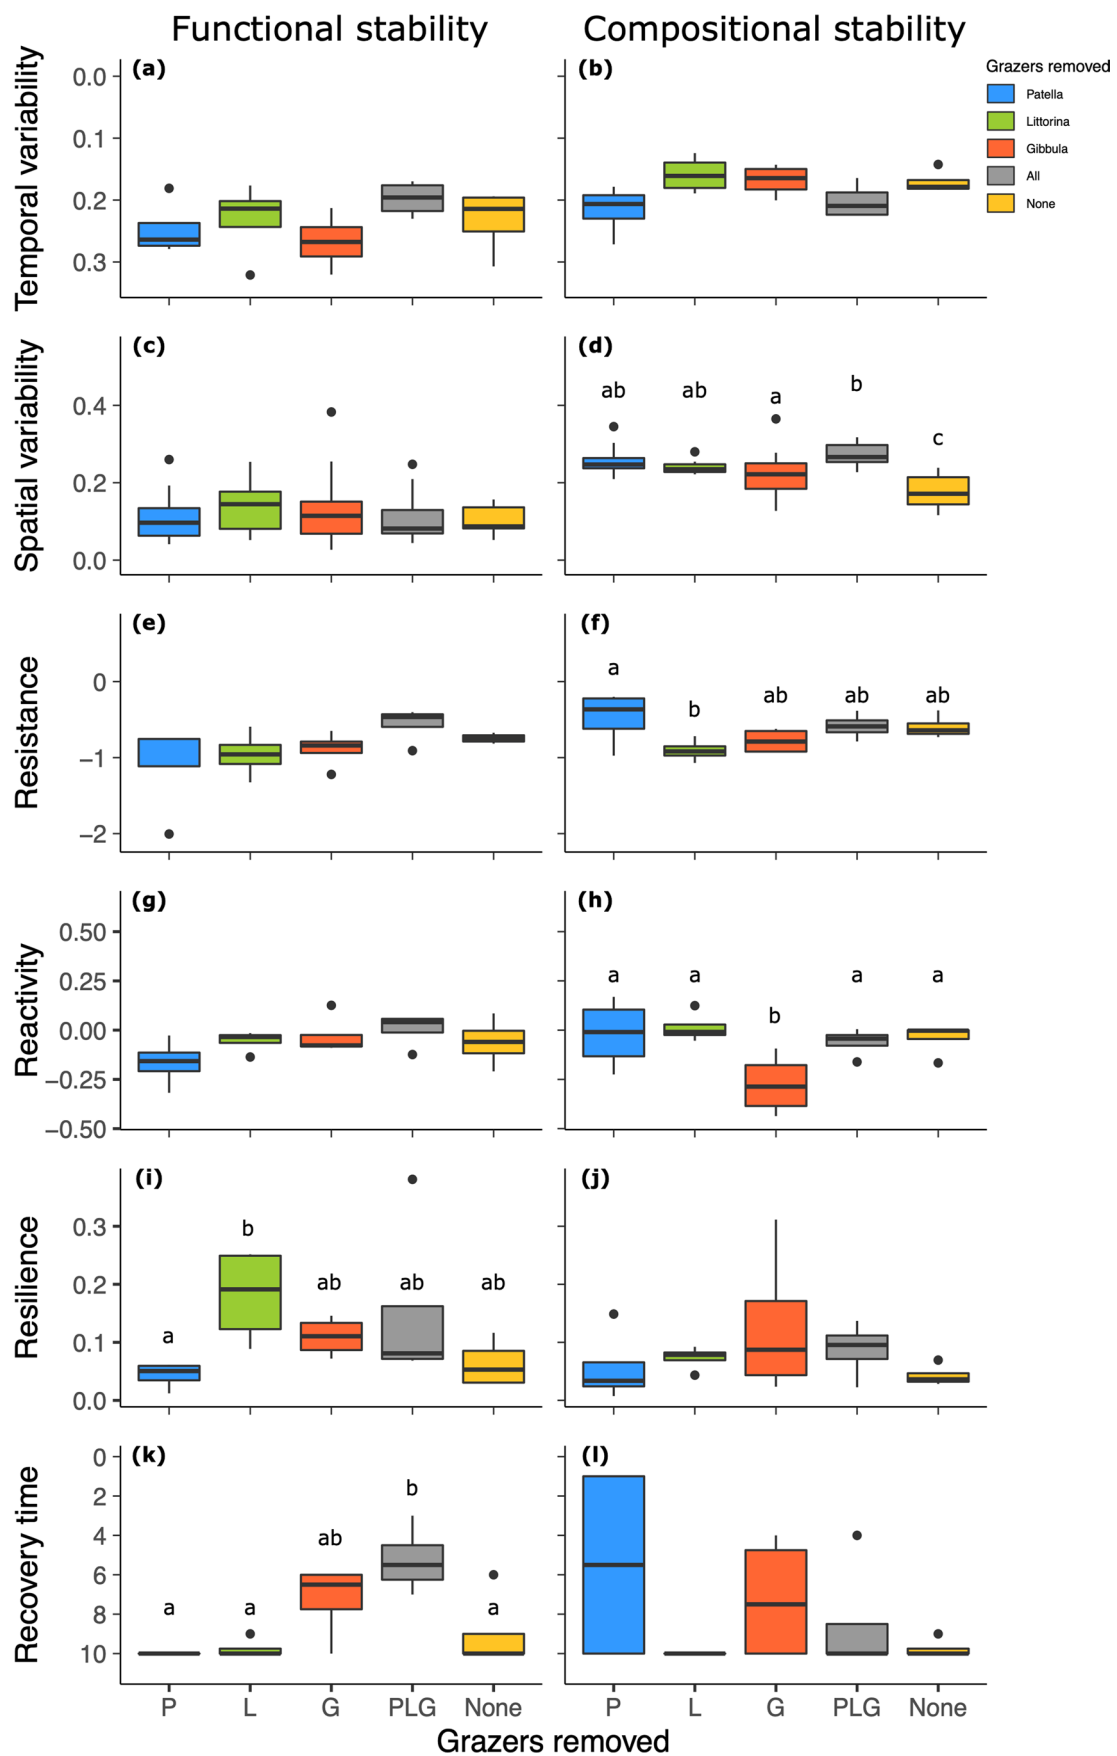 Functional stability
Compositional stability
Grazers removed
Patella
Littorina
Gibbula
All
None
Temporal variability
(a)
0.0
0.1
0.2
0.3
(b)
Spatial variability
(c)
0.4
0.2
0.0
(d)
ab
ab
a
b
c
Resistance
(e)
0
−1
−2
(f)
a
b
ab
ab
ab
Reactivity
(g)
0.50
0.25
0.00
−0.25
−0.50
(h)
a
a
b
a
a
Resilience
(i)
0.3
0.2
0.1
0.0
a
b
ab
ab
ab
(j)
Recovery time
(k)
0
2
4
6
8
10
a
a
ab
b
a
(l)
P
L
G
PLG
None
P
L
G
PLG
None
Grazers removed